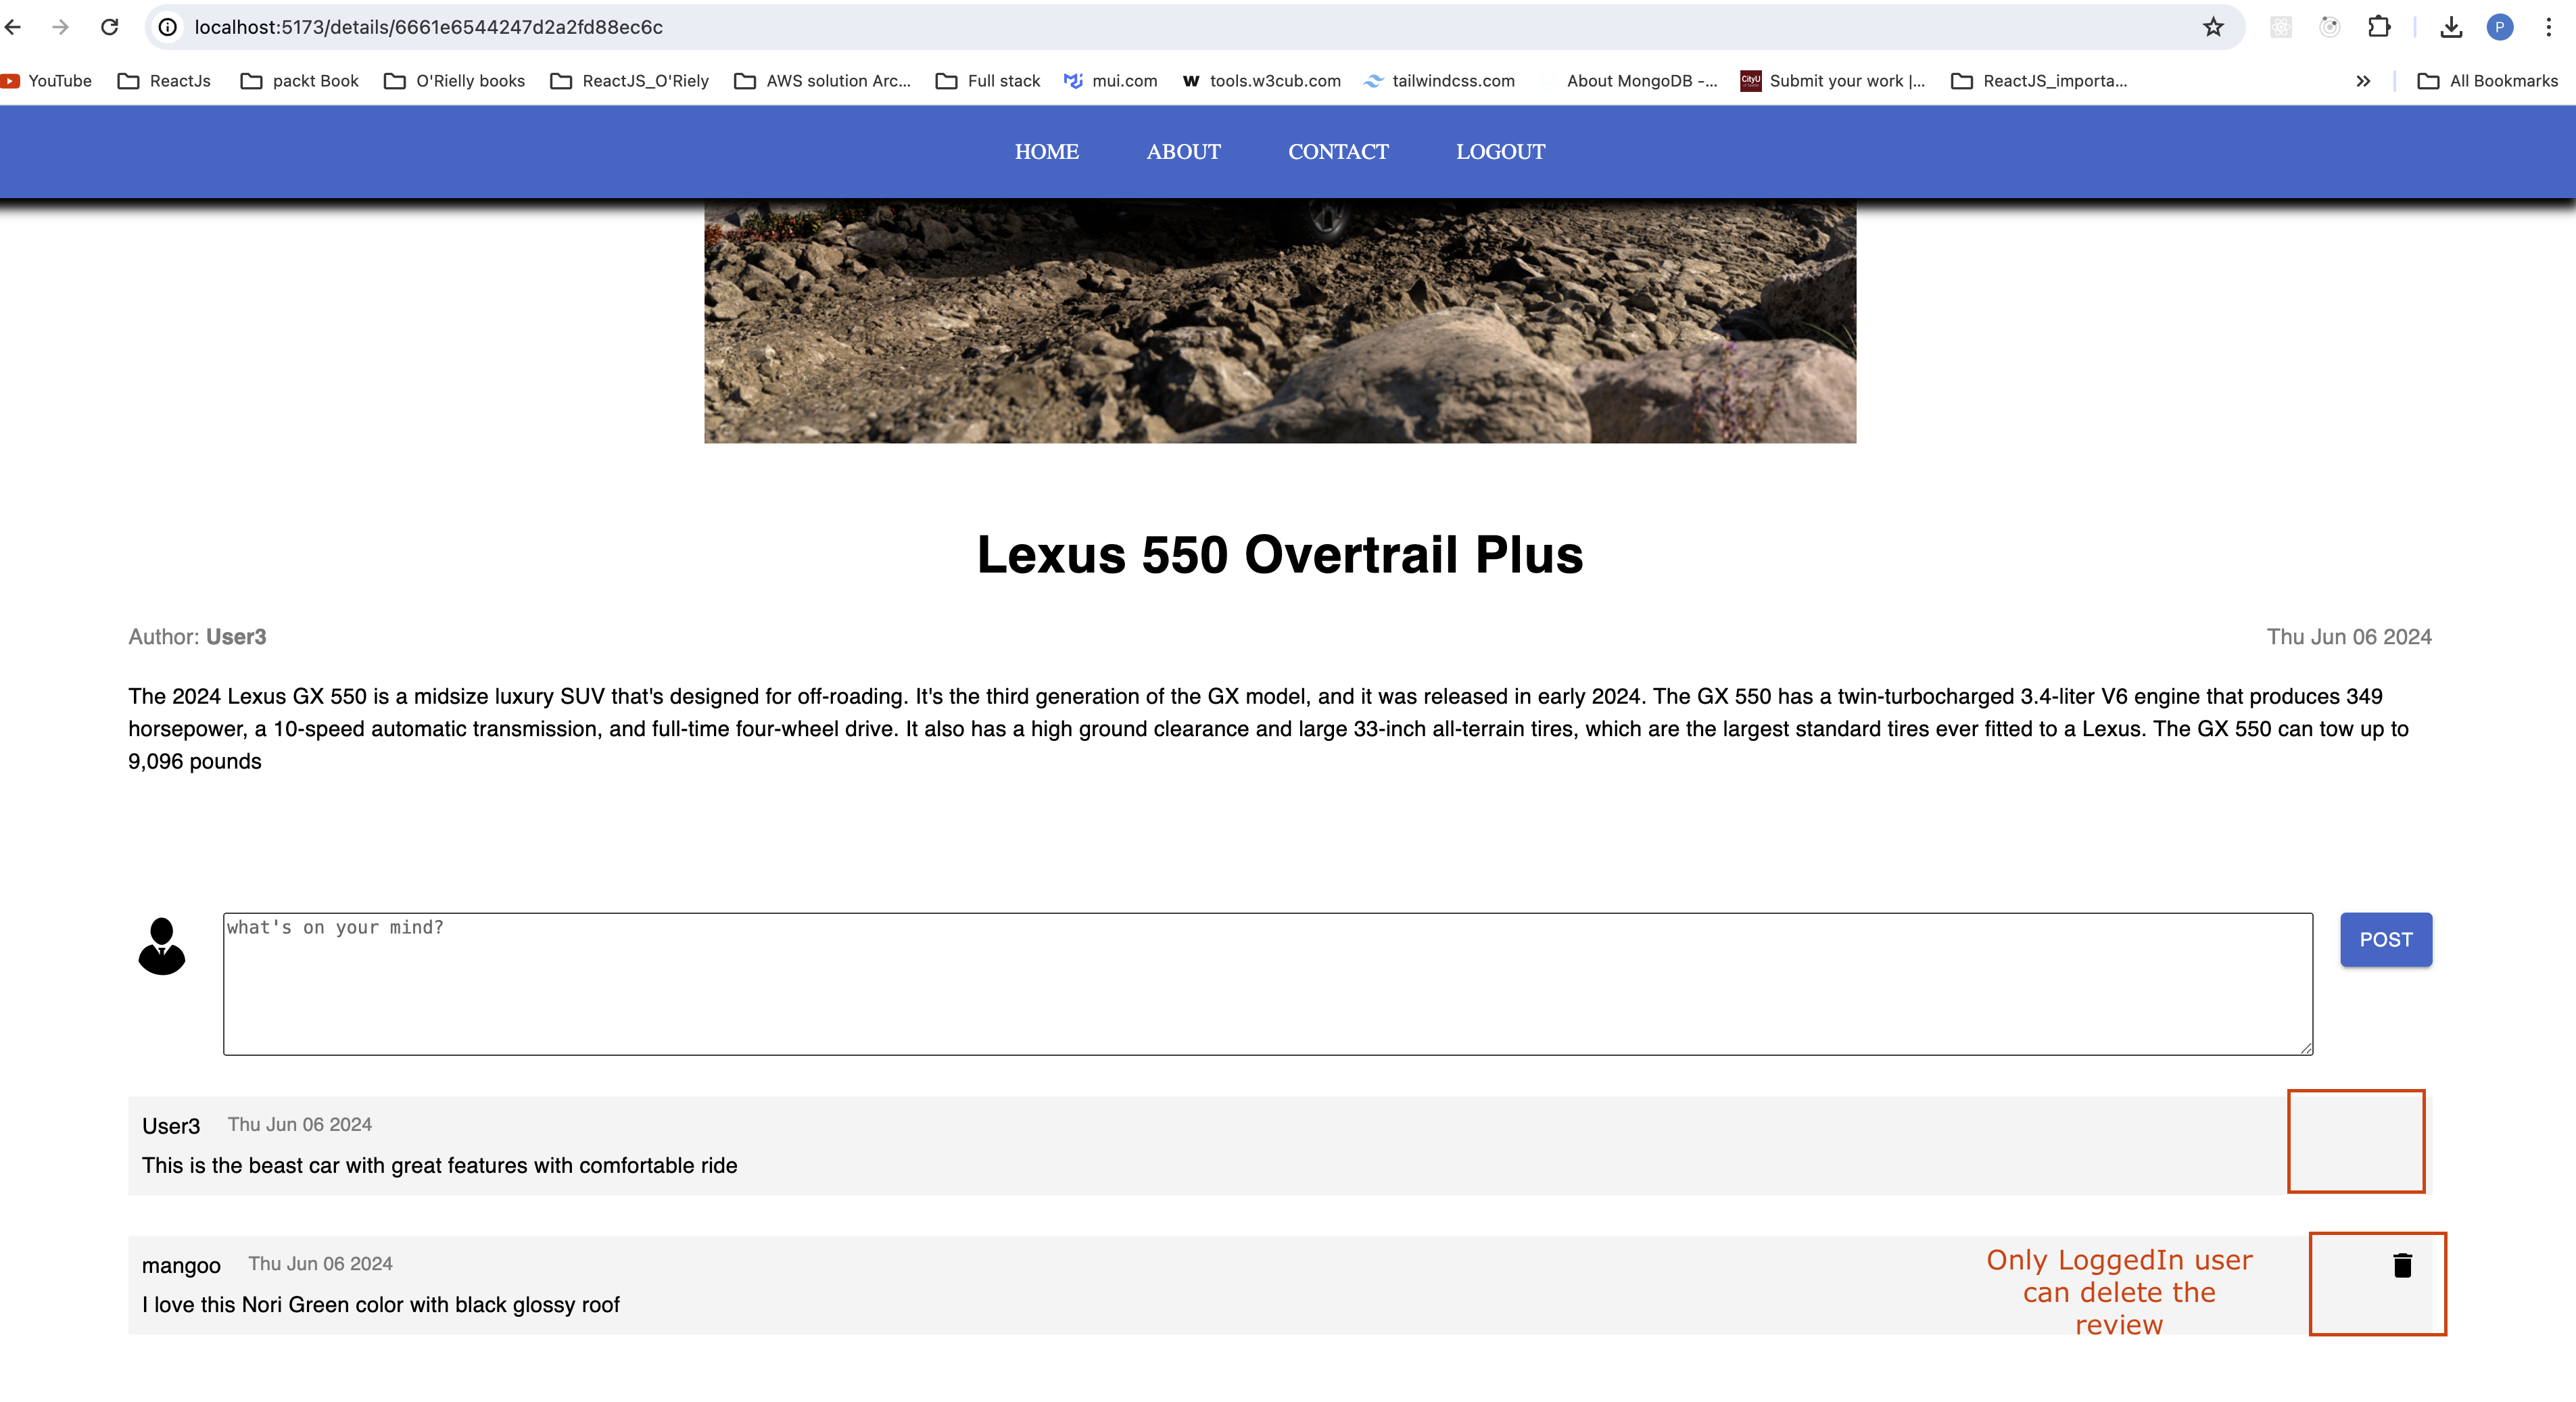 localhost:5173/details/6661e6544247d2a2fd88ec6c
P
YouTube ReactJs packt Book O'Rielly books ReactJS_O'Riely AWS solution Arc... Full stack mui.com W tools.w3cub.com tailwindcss.com About MongoDB -... CityU Submit your work |... ReactJS_importa... » All Bookmarks
HOME ABOUT CONTACT LOGOUT
Lexus 550 Overtrail Plus
Author: User3 Thu Jun 06 2024
The 2024 Lexus GX 550 is a midsize luxury SUV that's designed for off-roading. It's the third generation of the GX model, and it was released in early 2024. The GX 550 has a twin-turbocharged 3.4-liter V6 engine that produces 349
horsepower, a 10-speed automatic transmission, and full-time four-wheel drive. It also has a high ground clearance and large 33-inch all-terrain tires, which are the largest standard tires ever fitted to a Lexus. The GX 550 can tow up to
9,096 pounds
what's on your mind?
POST
User3 Thu Jun 06 2024
This is the beast car with great features with comfortable ride
mangoo Thu Jun 06 2024
I love this Nori Green color with black glossy roof
Only LoggedIn user
can delete the
review